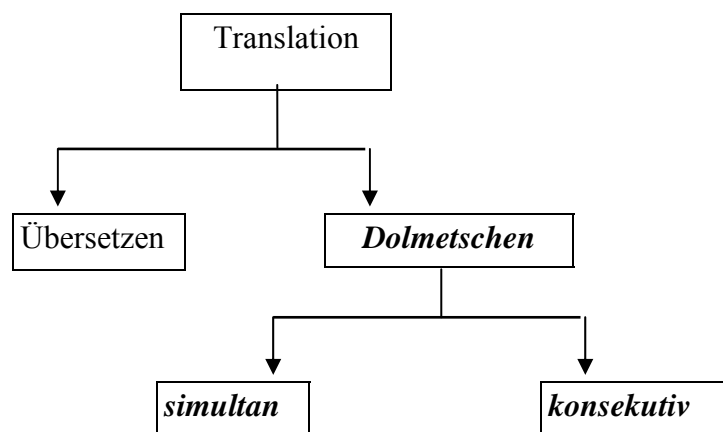 Translation
Übersetzen
Dolmetschen
simultan
konsekutiv